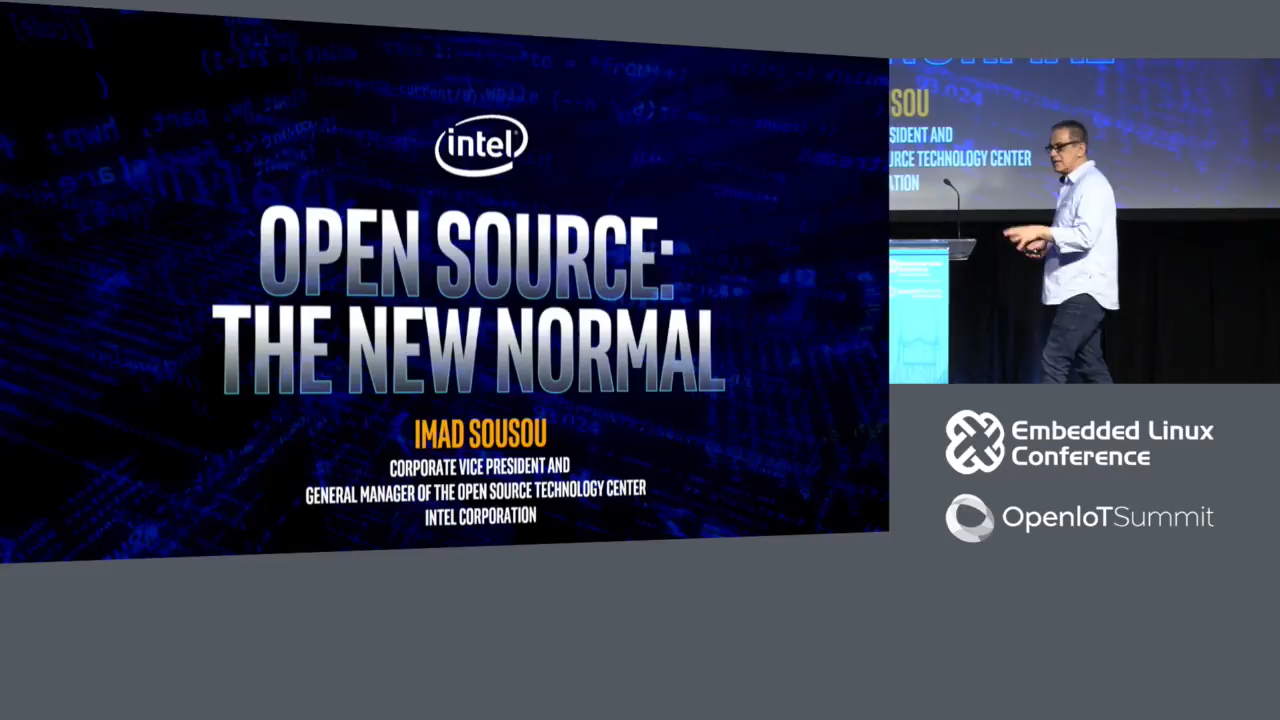 intel
OPEN SOURCE:
THE NEW NORMAL
IMAD SOUSOU
CORPORATE VICE PRESIDENT AND
GENERAL MANAGER OF THE OPEN SOURCE TECHNOLOGY CENTER
INTEL CORPORATION
SOU
SIDENT AND
URCE TECHNOLOGY CENTER
ATION
Embedded Linux
Conference
OpenIoTSummit